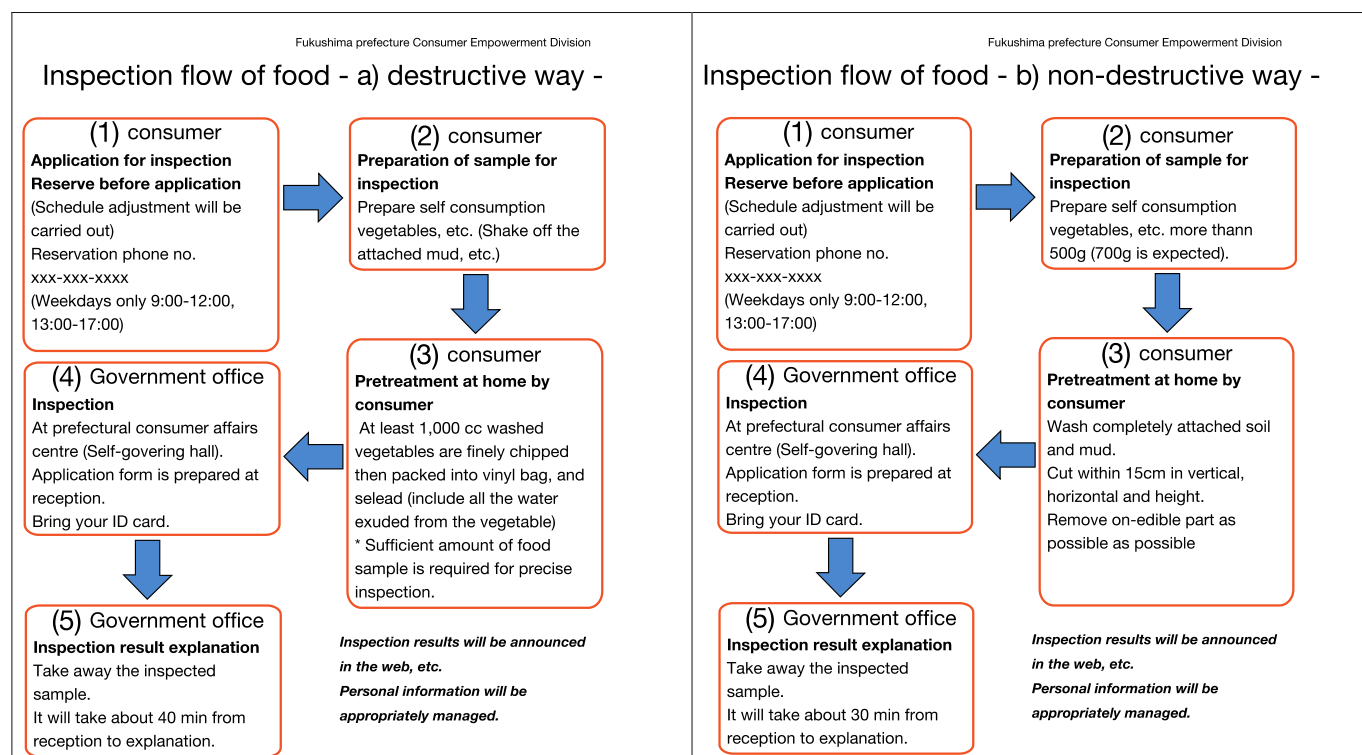 Fukushima prefecture Consumer Empowerment Division
Inspection flow of food - a) destructive way -
(1) consumer
Application for inspection
Reserve before application
(Schedule adjustment will be
carried out)
Reservation phone no.
xxx-xxx-xxxx
(Weekdays only 9:00-12:00,
13:00-17:00)
(2) consumer
Preparation of sample for
inspection
Prepare self consumption
vegetables, etc. (Shake off the
attached mud, etc.)
(3) consumer
Pretreatment at home by
consumer
At least 1,000 cc washed
vegetables are finely chipped
then packed into vinyl bag, and
selead (include all the water
exuded from the vegetable)
* Sufficient amount of food
sample is required for precise
inspection.
(4) Government office
Inspection
At prefectural consumer affairs
centre (Self-govering hall).
Application form is prepared at
reception.
Bring your ID card.
(5) Government office
Inspection result explanation
Take away the inspected
sample.
It will take about 40 min from
reception to explanation.
Inspection results will be announced
in the web, etc.
Personal information will be
appropriately managed.
Fukushima prefecture Consumer Empowerment Division
Inspection flow of food - b) non-destructive way -
(1) consumer
Application for inspection
Reserve before application
(Schedule adjustment will be
carried out)
Reservation phone no.
xxx-xxx-xxxx
(Weekdays only 9:00-12:00,
13:00-17:00)
(2) consumer
Preparation of sample for
inspection
Prepare self consumption
vegetables, etc. more thann
500g (700g is expected).
(3) consumer
Pretreatment at home by
consumer
Wash completely attached soil
and mud.
Cut within 15cm in vertical,
horizontal and height.
Remove on-edible part as
possible as possible
(4) Government office
Inspection
At prefectural consumer affairs
centre (Self-govering hall).
Application form is prepared at
reception.
Bring your ID card.
(5) Government office
Inspection result explanation
Take away the inspected
sample.
It will take about 30 min from
reception to explanation.
Inspection results will be announced
in the web, etc.
Personal information will be
appropriately managed.